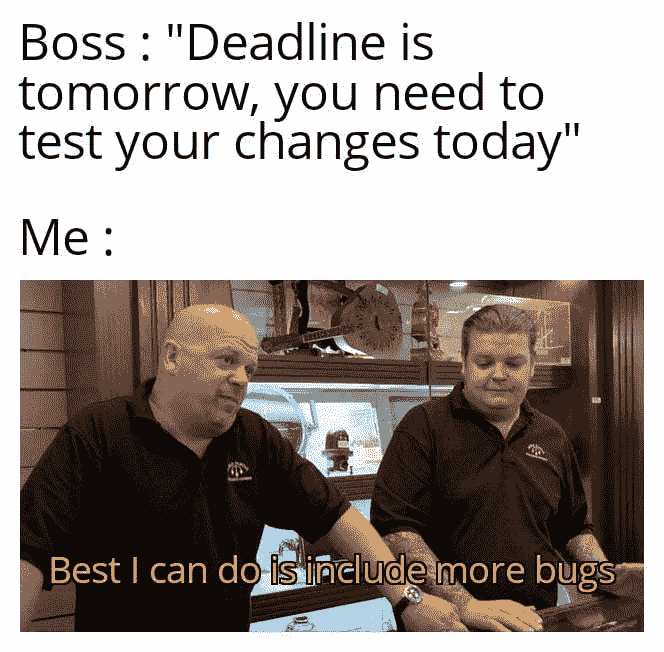 Boss : "Deadline is
tomorrow, you need to
test your changes today"
Me :
Best I can do is include more bugs